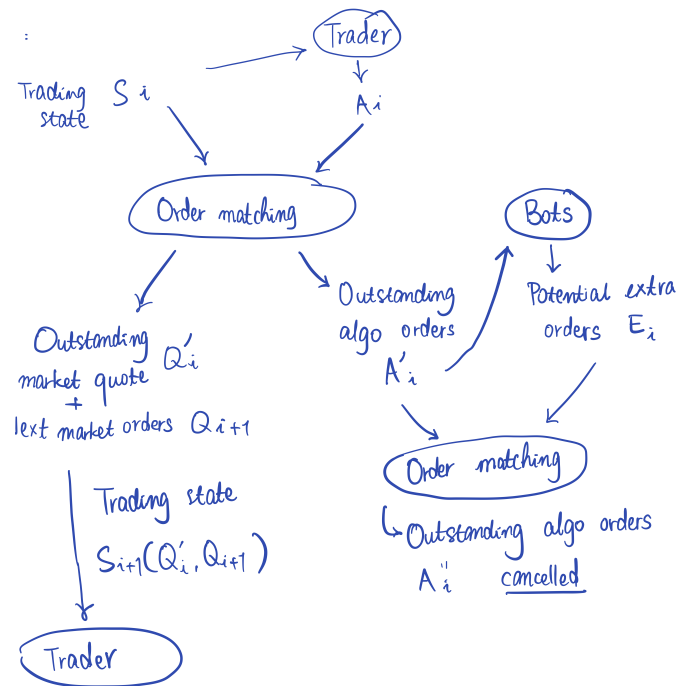 :
Trader
Trading S i
state
Ai
Order matching
Bots
Outstanding
algo orders
A'i
Potential extra
orders Ei
Outstanding
market quote Q'i
+
lext market orders Qi+1
Order matching
Trading state
Si+1(Q'i, Qi+1)
Outstanding algo orders
A"i cancelled
Trader